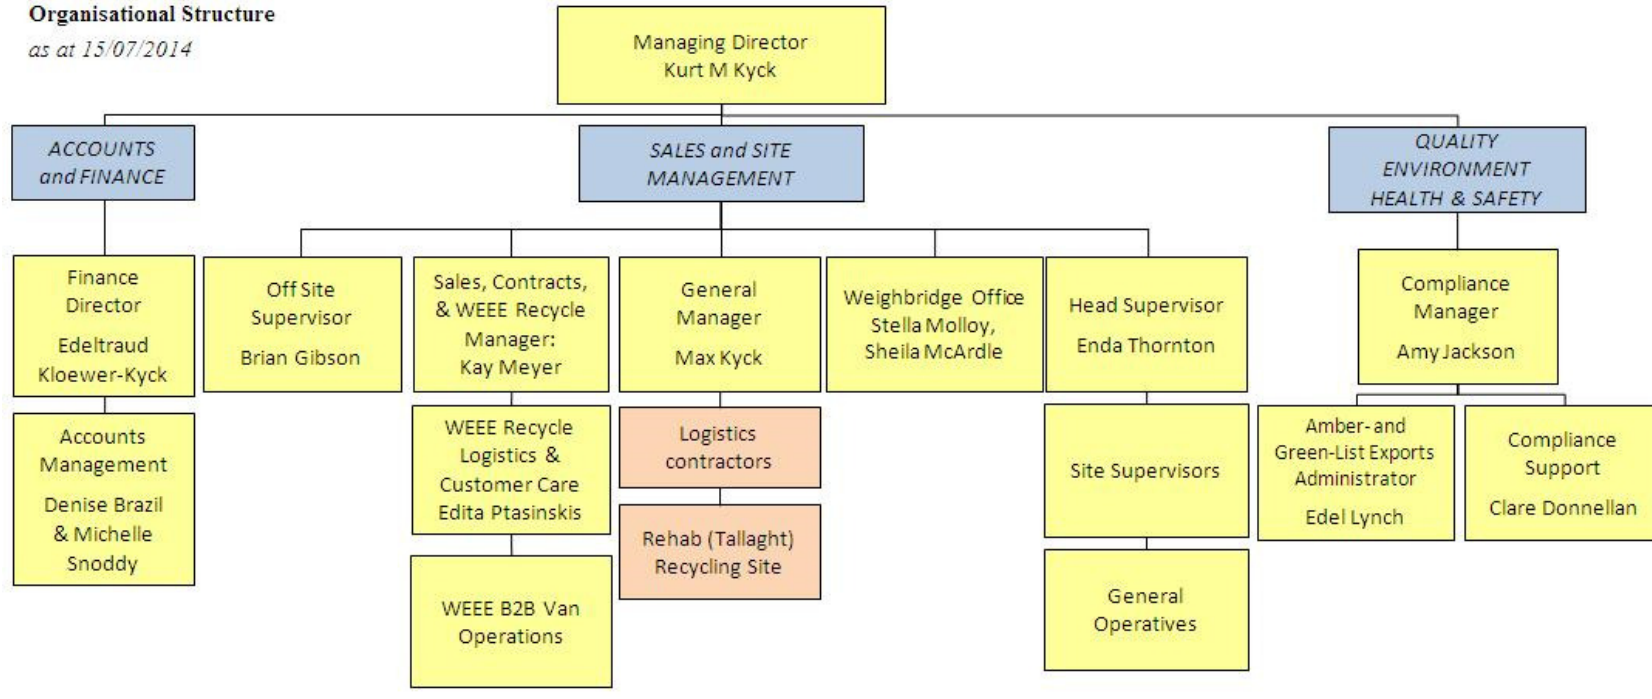 Organisational Structure
as at 15/07/2014
Managing Director
Kurt M Kyck
ACCOUNTS
and FINANCE
SALES and SITE
MANAGEMENT
QUALITY
ENVIRONMENT
HEALTH & SAFETY
Finance
Director
Edeltraud
Kloewer-Kyck
Off Site
Supervisor
Brian Gibson
Sales, Contracts,
& WEEE Recycle
Manager:
Kay Meyer
General
Manager
Max Kyck
Weighbridge Office
Stella Molloy,
Sheila McArdle
Head Supervisor
Enda Thornton
Compliance
Manager
Amy Jackson
Accounts
Management
Denise Brazil
& Michelle
Snoddy
WEEE Recycle
Logistics &
Customer Care
Edita Ptasinskis
Logistics
contractors
Site Supervisors
Amber- and
Green-List Exports
Administrator
Edel Lynch
Compliance
Support
Clare Donnellan
Rehab (Tallaght)
Recycling Site
WEEE B2B Van
Operations
General
Operatives